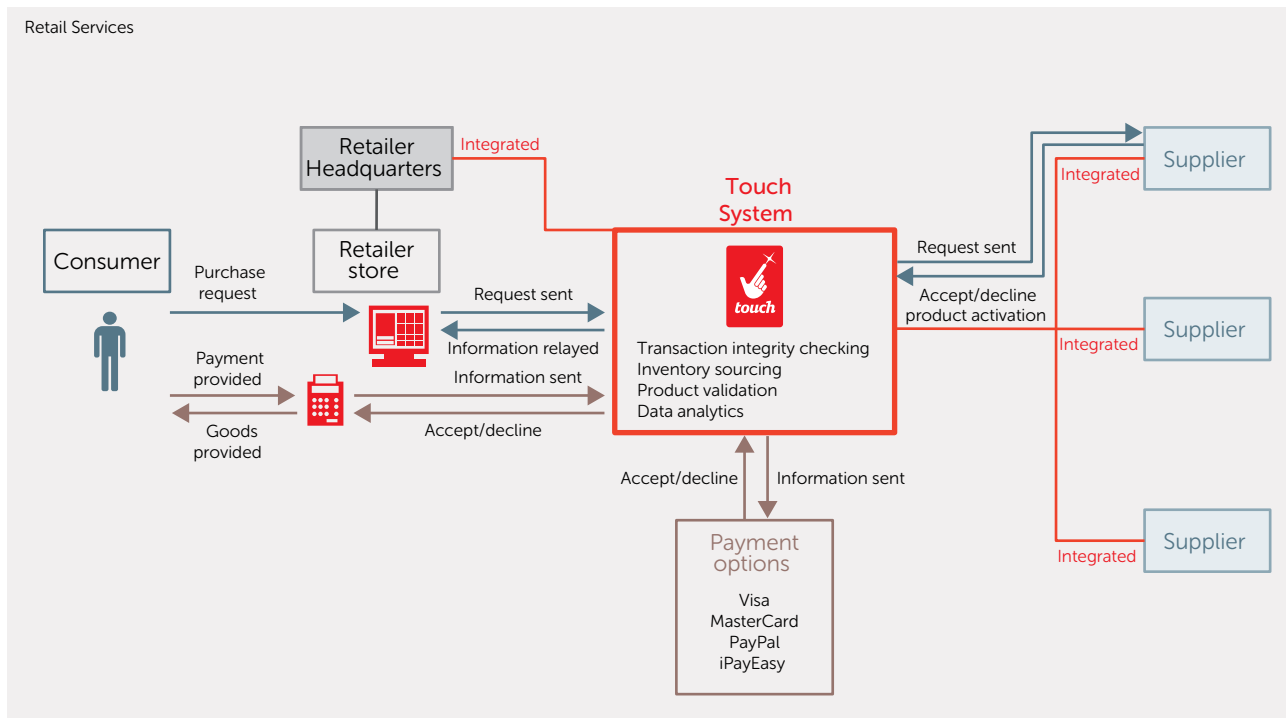 Retail Services
Retailer
Headquarters
Integrated
Touch
System
Supplier
Integrated
Consumer
Retailer
store
Purchase
request
Request sent
Information relayed
Payment
provided
Information sent
Goods
provided
Accept/decline
touch
Transaction integrity checking
Inventory sourcing
Product validation
Data analytics
Request sent
Accept/decline
product activation
Integrated
Supplier
Accept/decline
Information sent
Payment
options
Visa
MasterCard
PayPal
iPayEasy
Integrated
Supplier